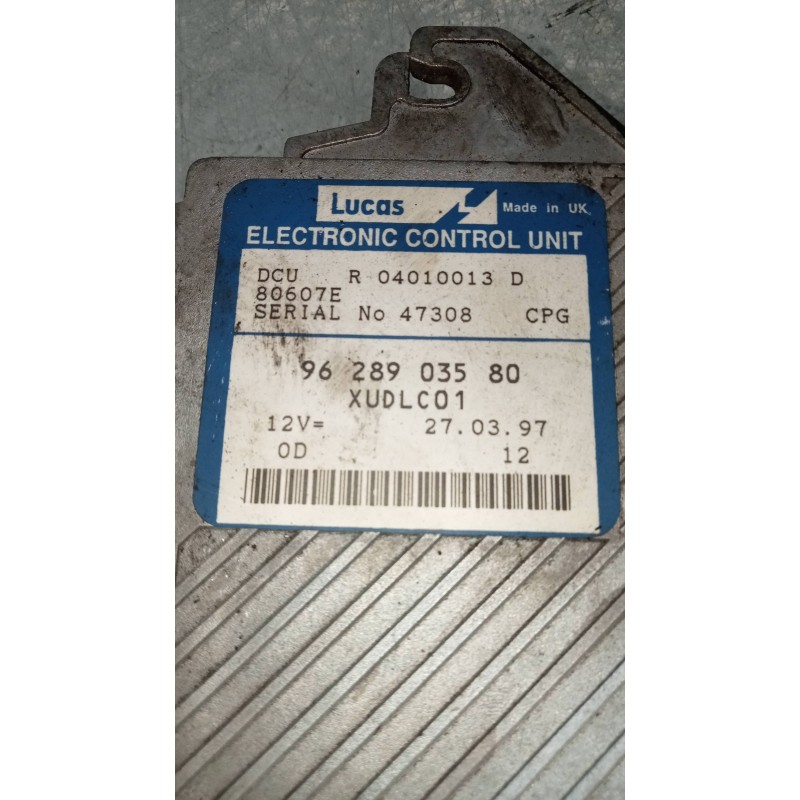 Lucas Made in UK
ELECTRONIC CONTROL UNIT
DCU R 04010013 D
80607E
SERIAL No 47308 CPG
96 289 035 80
XUDLC01
12V= 27.03.97
0D 12